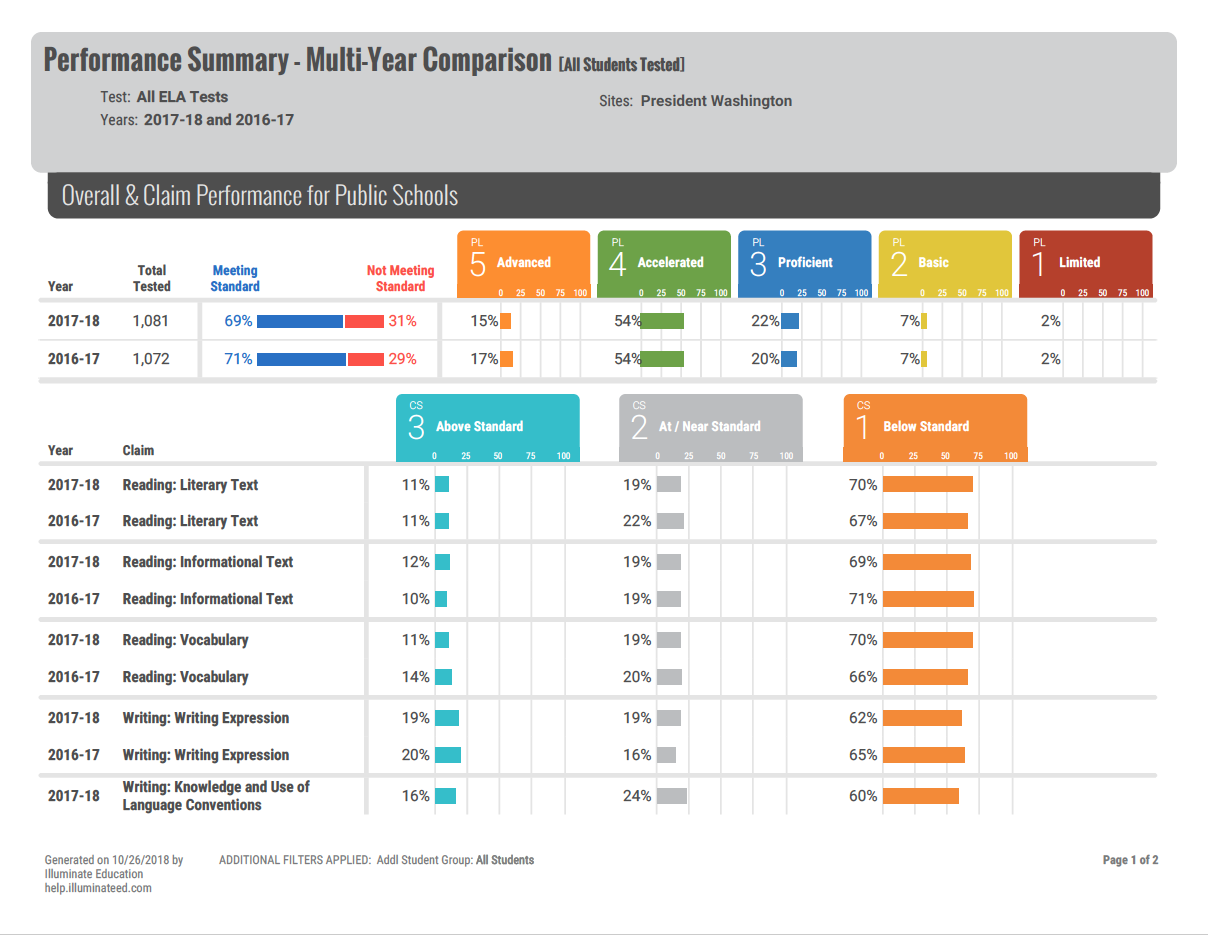 Performance Summary - Multi-Year Comparison [All Students Tested]
Test: All ELA Tests
Sites: President Washington
Years: 2017-18 and 2016-17
Overall & Claim Performance for Public Schools
Year
Total Tested
Meeting Standard
Not Meeting Standard
PL 5 Advanced
0 25 50 75 100
PL 4 Accelerated
0 25 50 75 100
PL 3 Proficient
0 25 50 75 100
PL 2 Basic
0 25 50 75 100
PL 1 Limited
0 25 50 75 100
2017-18 1,081 69% 31% 15% 54% 22% 7% 2%
2016-17 1,072 71% 29% 17% 54% 20% 7% 2%
Year Claim
CS 3 Above Standard
0 25 50 75 100
CS 2 At / Near Standard
0 25 50 75 100
CS 1 Below Standard
0 25 50 75 100
2017-18 Reading: Literary Text 11% 19% 70%
2016-17 Reading: Literary Text 11% 22% 67%
2017-18 Reading: Informational Text 12% 19% 69%
2016-17 Reading: Informational Text 10% 19% 71%
2017-18 Reading: Vocabulary 11% 19% 70%
2016-17 Reading: Vocabulary 14% 20% 66%
2017-18 Writing: Writing Expression 19% 19% 62%
2016-17 Writing: Writing Expression 20% 16% 65%
2017-18 Writing: Knowledge and Use of Language Conventions 16% 24% 60%
Generated on 10/26/2018 by
Illuminate Education
help.illuminateed.com
ADDITIONAL FILTERS APPLIED: Addl Student Group: All Students
Page 1 of 2